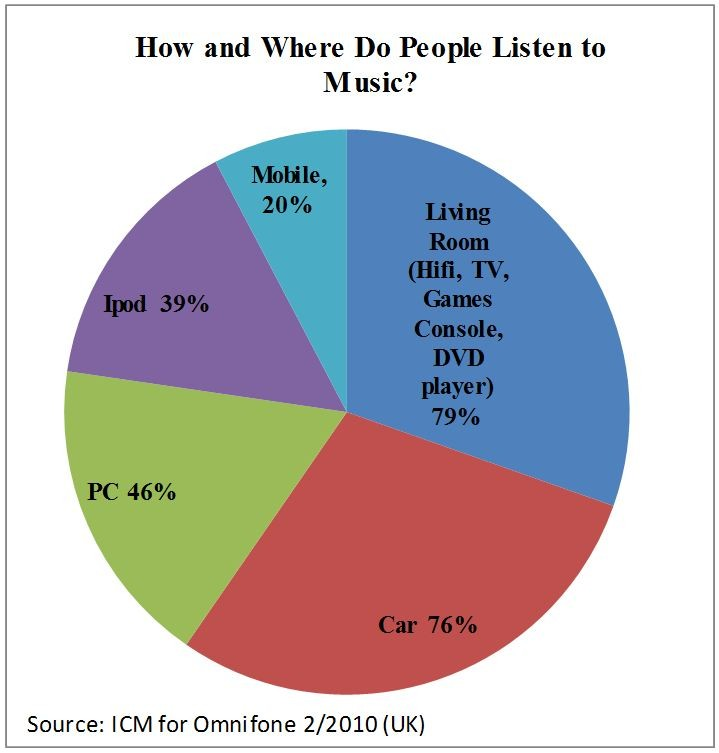 How and Where Do People Listen to
Music?
Mobile,
20%
Living
Room
(Hifi, TV,
Games
Console,
DVD
player)
79%
Ipod 39%
PC 46%
Car 76%
Source: ICM for Omnifone 2/2010 (UK)